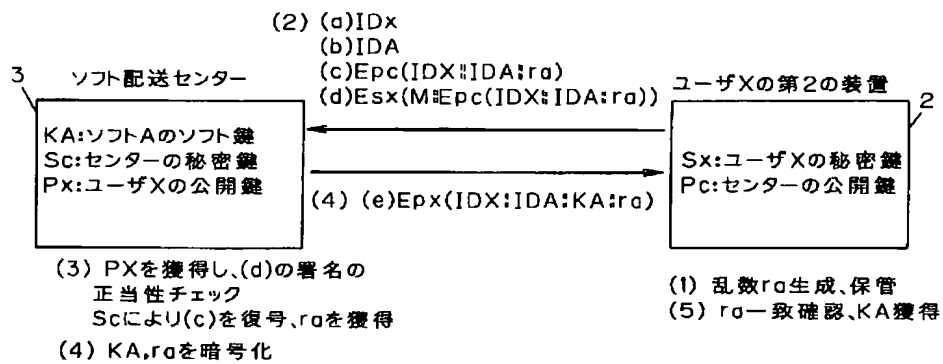 (2) (a)IDx
(b)IDA
(c)Epc(IDX¦¦IDA¦ra)
(d)Esx(M¦Epc(IDX¦IDA¦ra))
3
ソフト配送センター
ユーザXの第2の装置
2
KA:ソフトAのソフト鍵
Sc:センターの秘密鍵
Px:ユーザXの公開鍵
Sx:ユーザXの秘密鍵
Pc:センターの公開鍵
(4) (e)Epx(IDX¦IDA¦KA¦ra)
(3) PXを獲得し、(d)の署名の
正当性チェック
Scにより(c)を復号、raを獲得
(4) KA,raを暗号化
(1) 乱数ra生成、保管
(5) ra一致確認、KA獲得